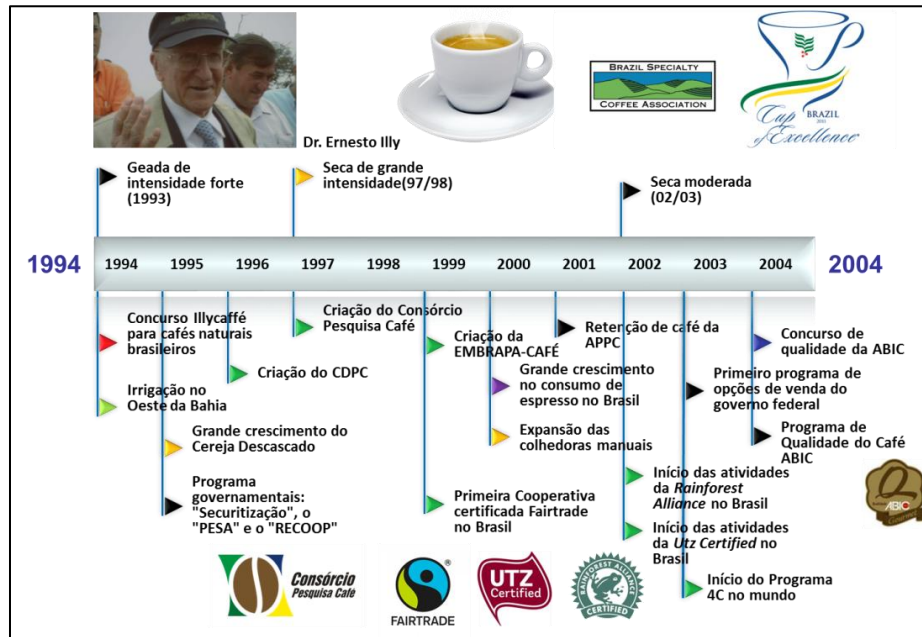 Dr. Ernesto Illy
BRAZIL SPECIALTY
COFFEE ASSOCIATION
Cup
of Excellence
BRAZIL
Geada de
intensidade forte
(1993)
Seca de grande
intensidade(97/98)
Seca moderada
(02/03)
1994
1994
1995
1996
1997
1998
1999
2000
2001
2002
2003
2004
2004
Concurso Illycaffé
para cafés naturais
brasileiros
Irrigação no
Oeste da Bahia
Grande crescimento do
Cereja Descascado
Programa
governamentais:
"Securitização", o
"PESA" e o "RECOOP"
Criação do CDPC
Criação do Consórcio
Pesquisa Café
Criação da
EMBRAPA-CAFÉ
Primeira Cooperativa
certificada Fairtrade
no Brasil
Grande crescimento
no consumo de
espresso no Brasil
Expansão das
colhedoras manuais
Retenção de café da
APPC
Início das atividades
da Rainforest
Alliance no Brasil
Início das atividades
da Utz Certified no
Brasil
Primeiro programa de
opções de venda do
governo federal
Início do Programa
4C no mundo
Concurso de
qualidade da ABIC
Programa de
Qualidade do Café
ABIC
Consórcio
Pesquisa Café
FAIRTRADE
UTZ
Certified
RAINFOREST ALLIANCE
CERTIFIED
ABIC